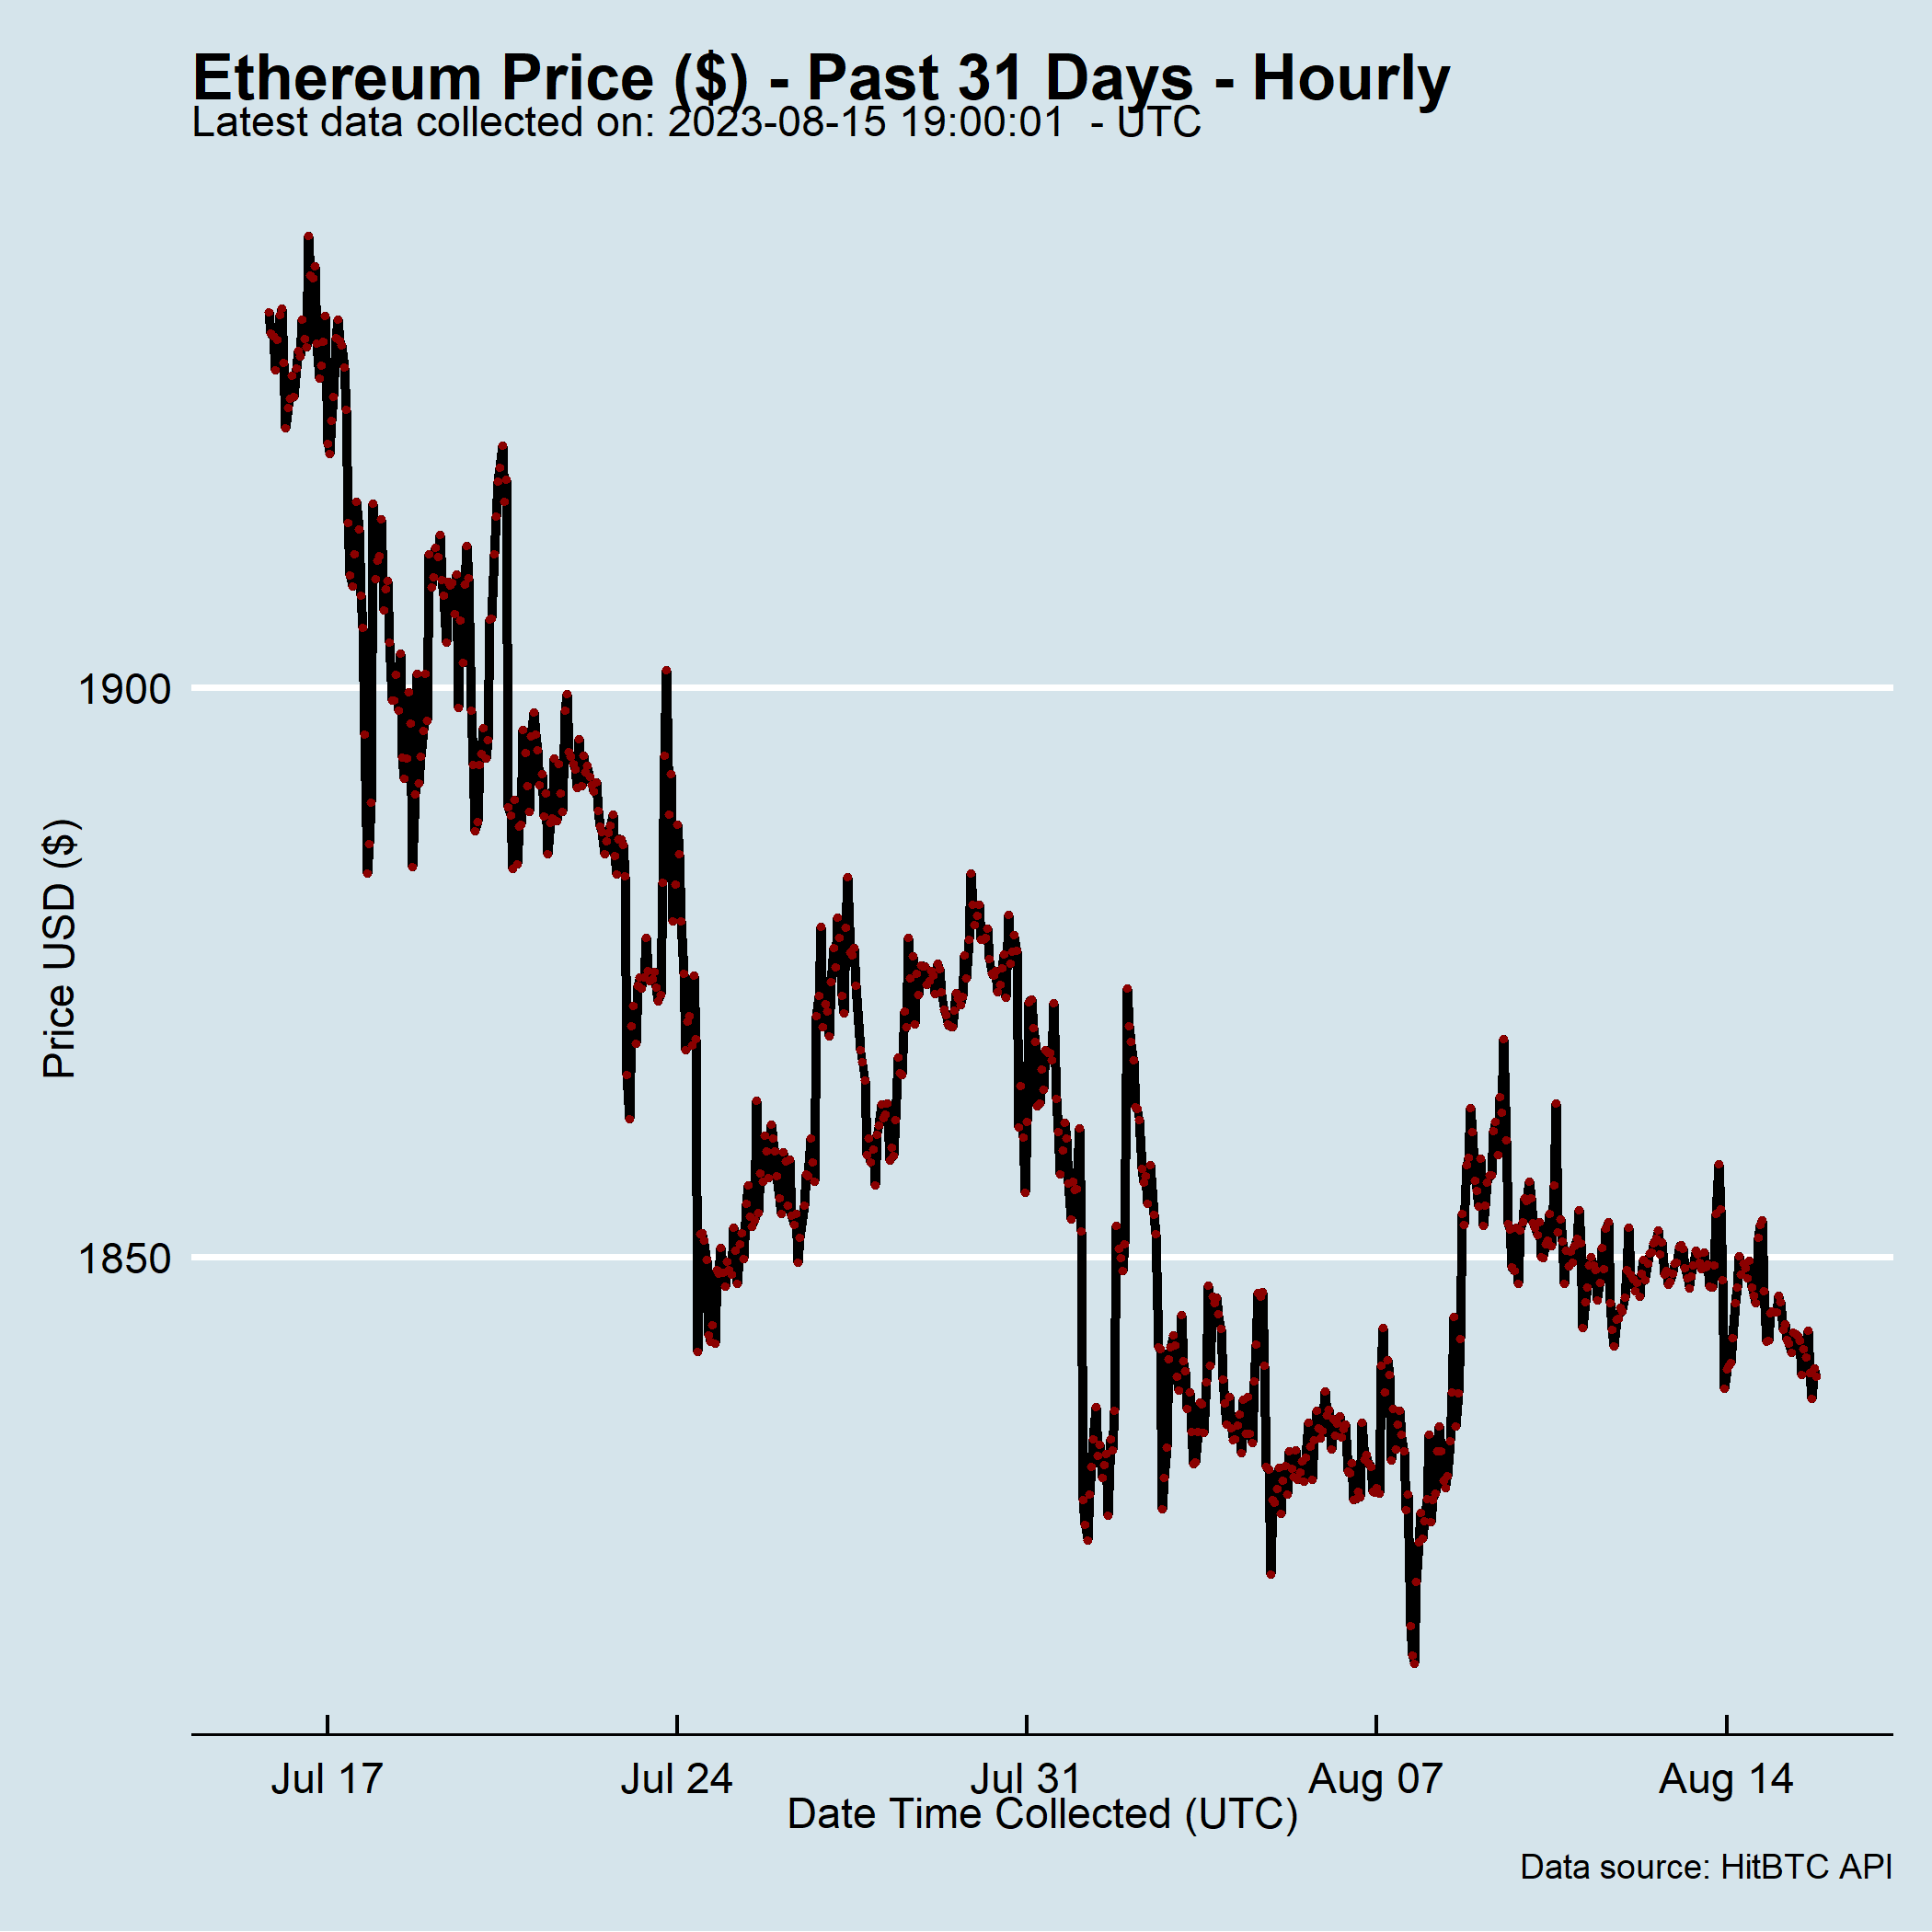 Ethereum Price ($) - Past 31 Days - Hourly
Latest data collected on: 2023-08-15 19:00:01  - UTC
1900
Price USD ($)
1850
Jul 17
Jul 24
Jul 31
Aug 07
Aug 14
Date Time Collected (UTC)
Data source: HitBTC API